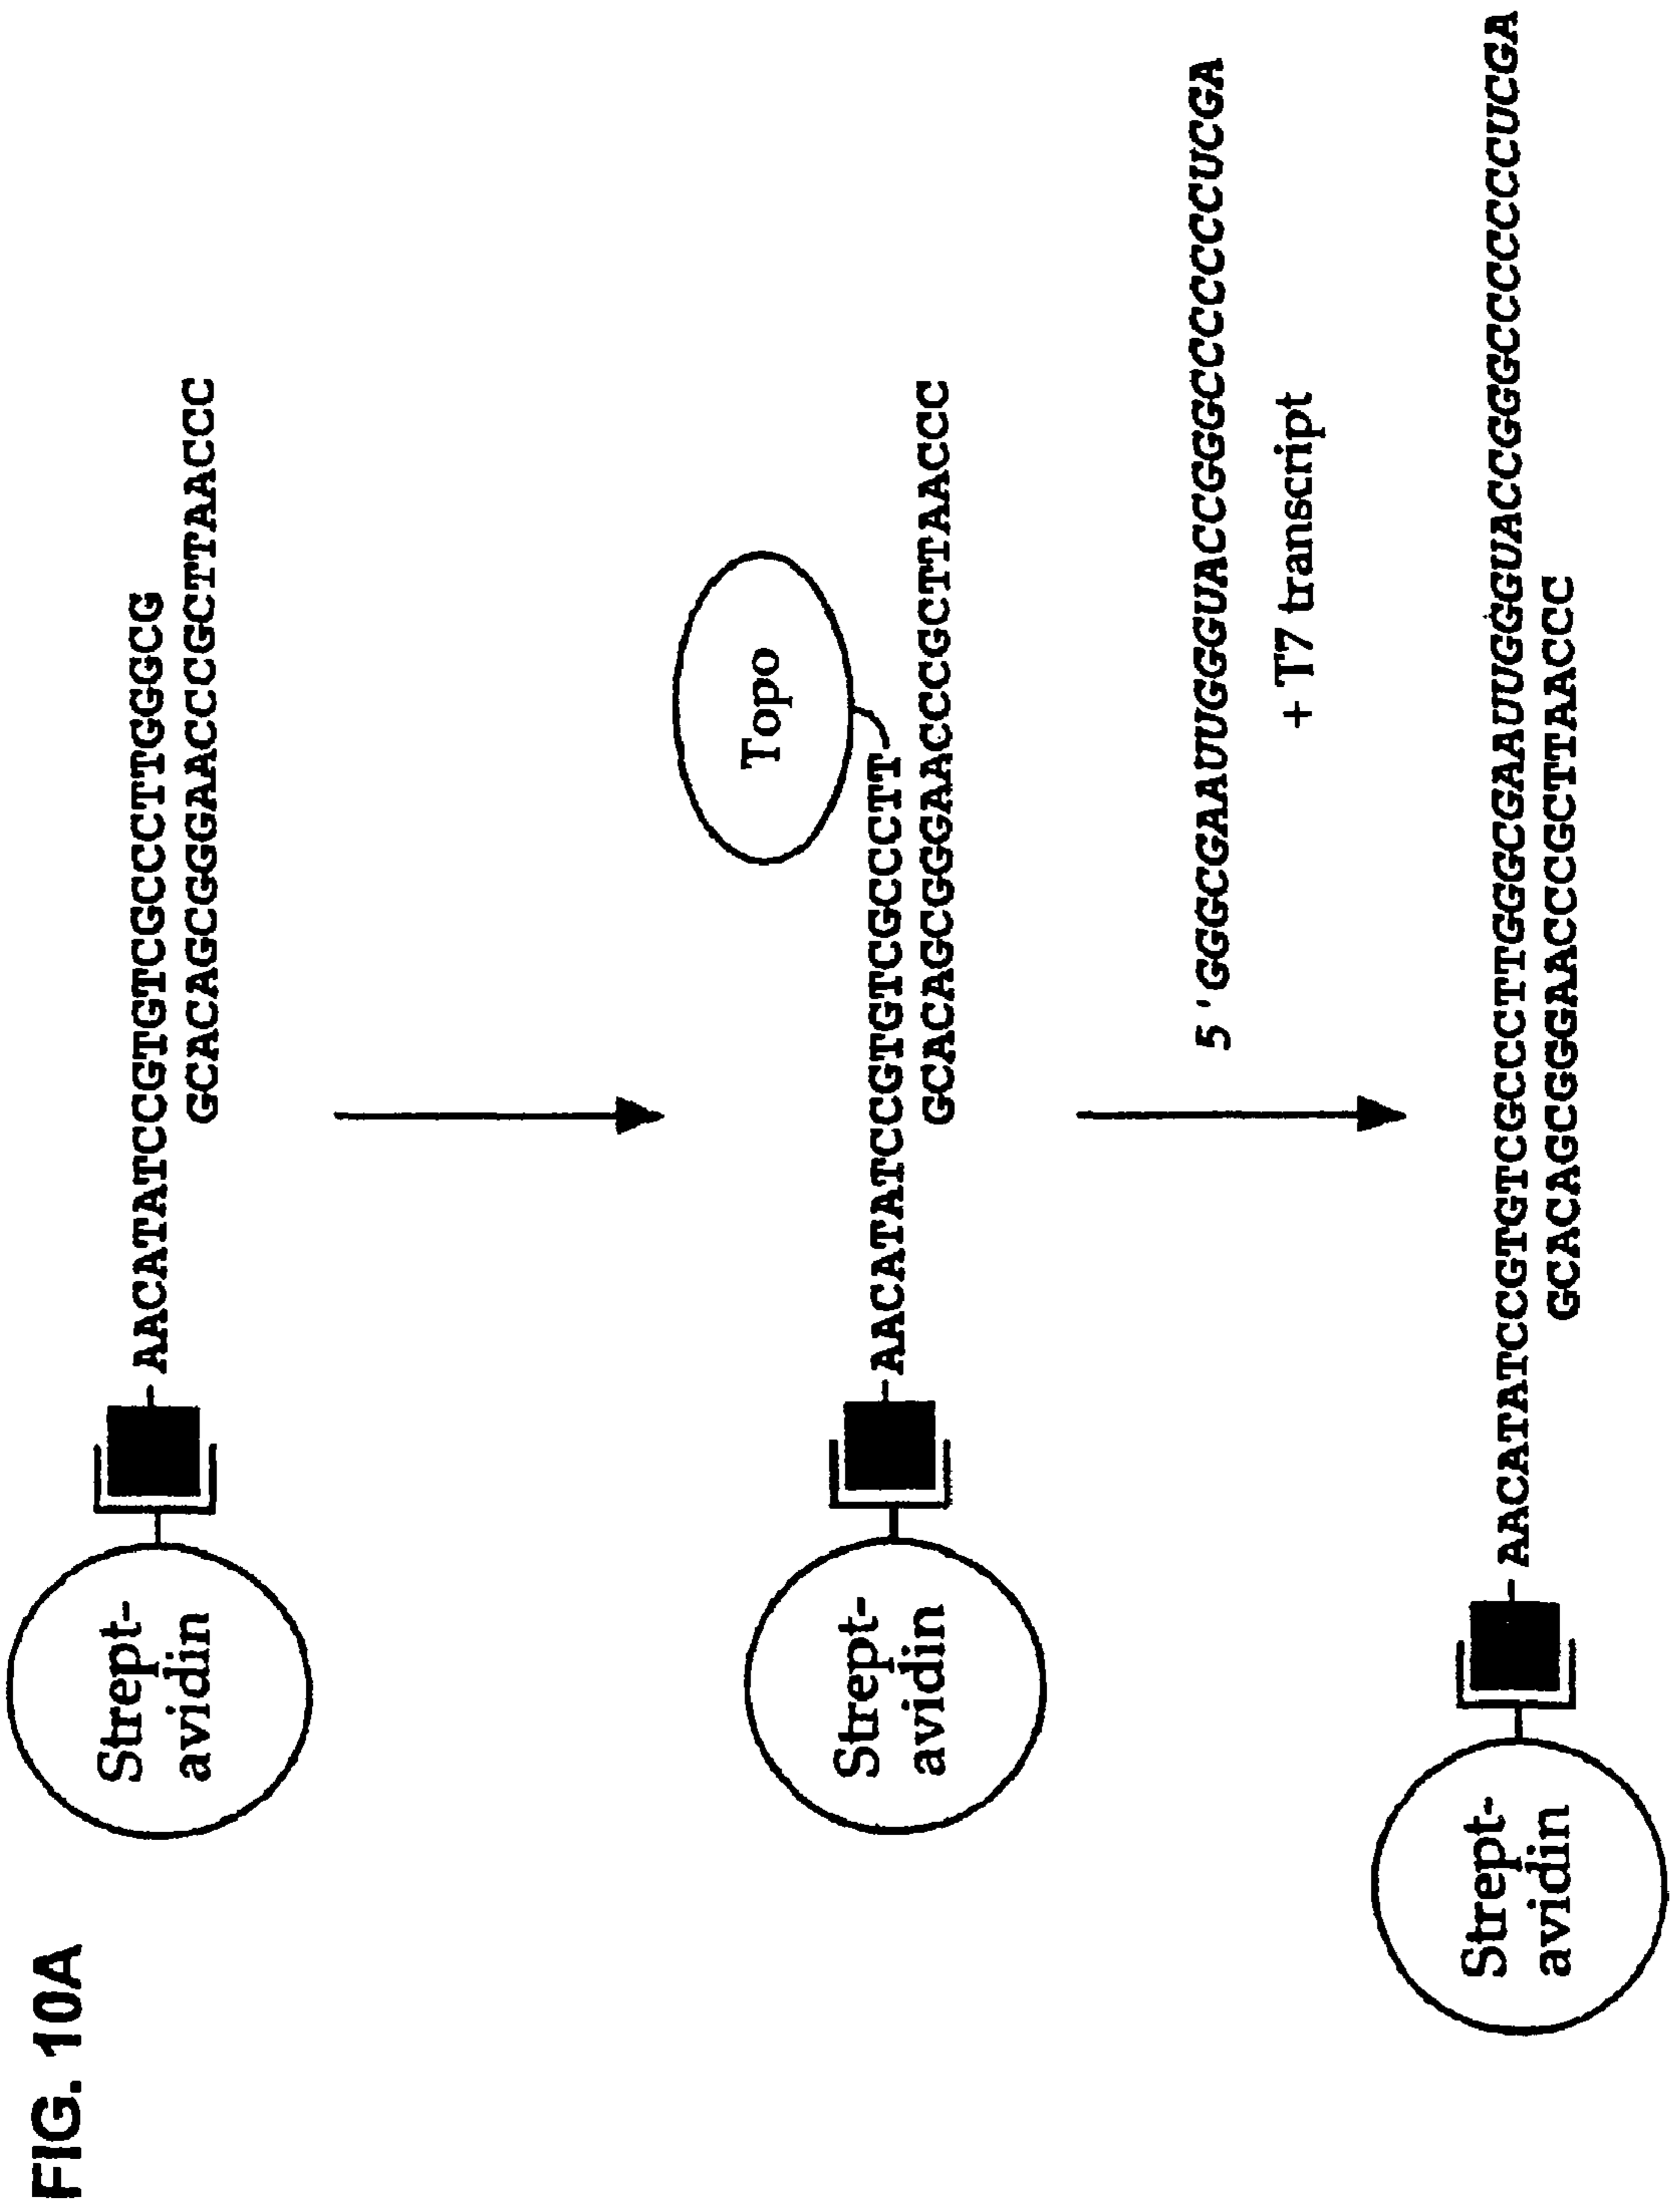 FIG. 10A
Strept-
avidin
AACATATCCGTGTCGCCCTTGGGCG
GCACAGCGGGAACCCGCTTAACCC
Topo
Strept-
avidin
AACATATCCGTGTCGCCCTT
GCACAGCGGGAACCCGCTTAACCC
5'GGGCGAAUUGGGUACCGGGCCCCCCCUCGA
+ T7 transcript
Strept-
avidin
AACATATCCGTGTCGCCCTTGGGCGAAUUGGGUACCGGGCCCCCCCUCGA
GCACAGCGGGAACCCGCTTAACCC